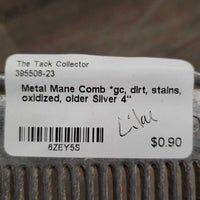 The Tack Collector
395508-23
Metal Mane Comb *gc, dirt, stains,
oxidized, older Silver 4"
Lilac
$0.90
6ZEY5S